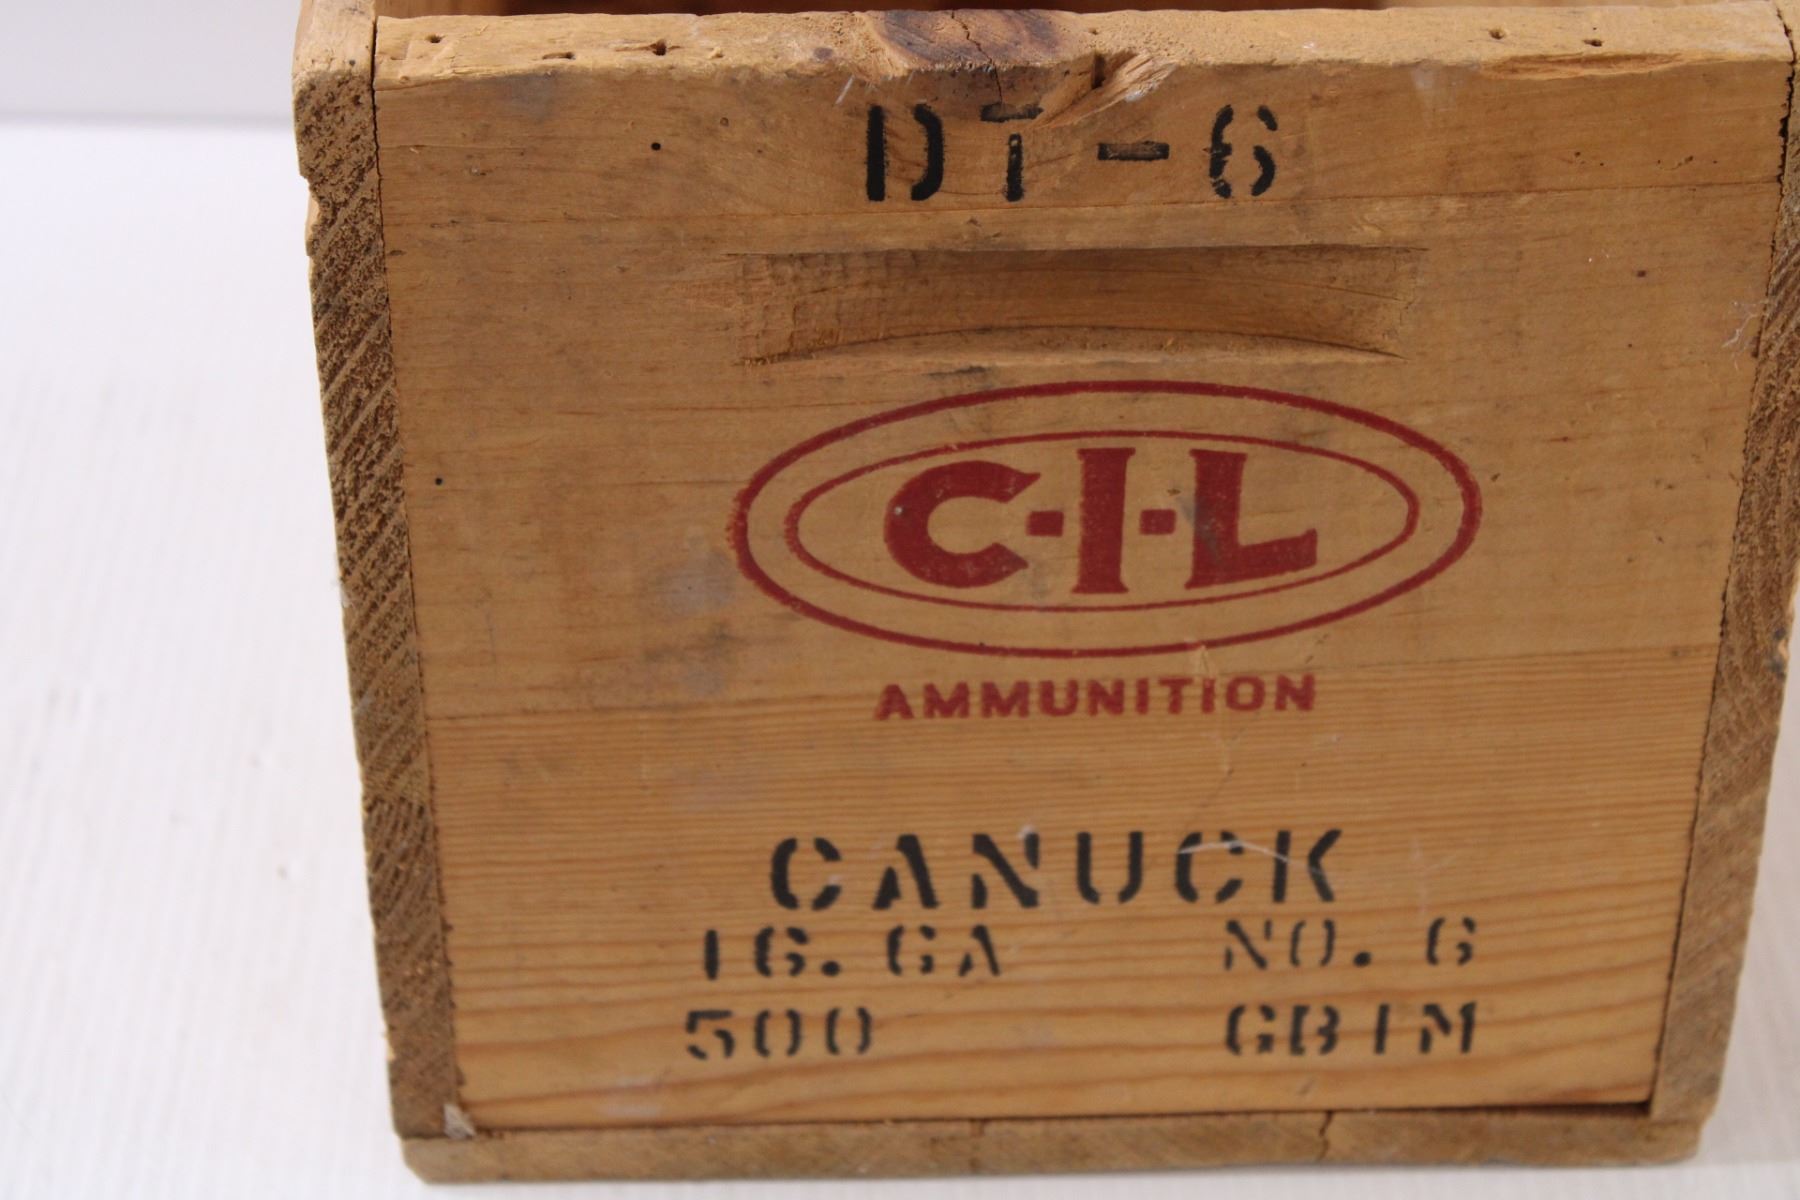 DT-6
C-I-L
AMMUNITION
CANUCK
16. GA NO. 6
500 GB1M